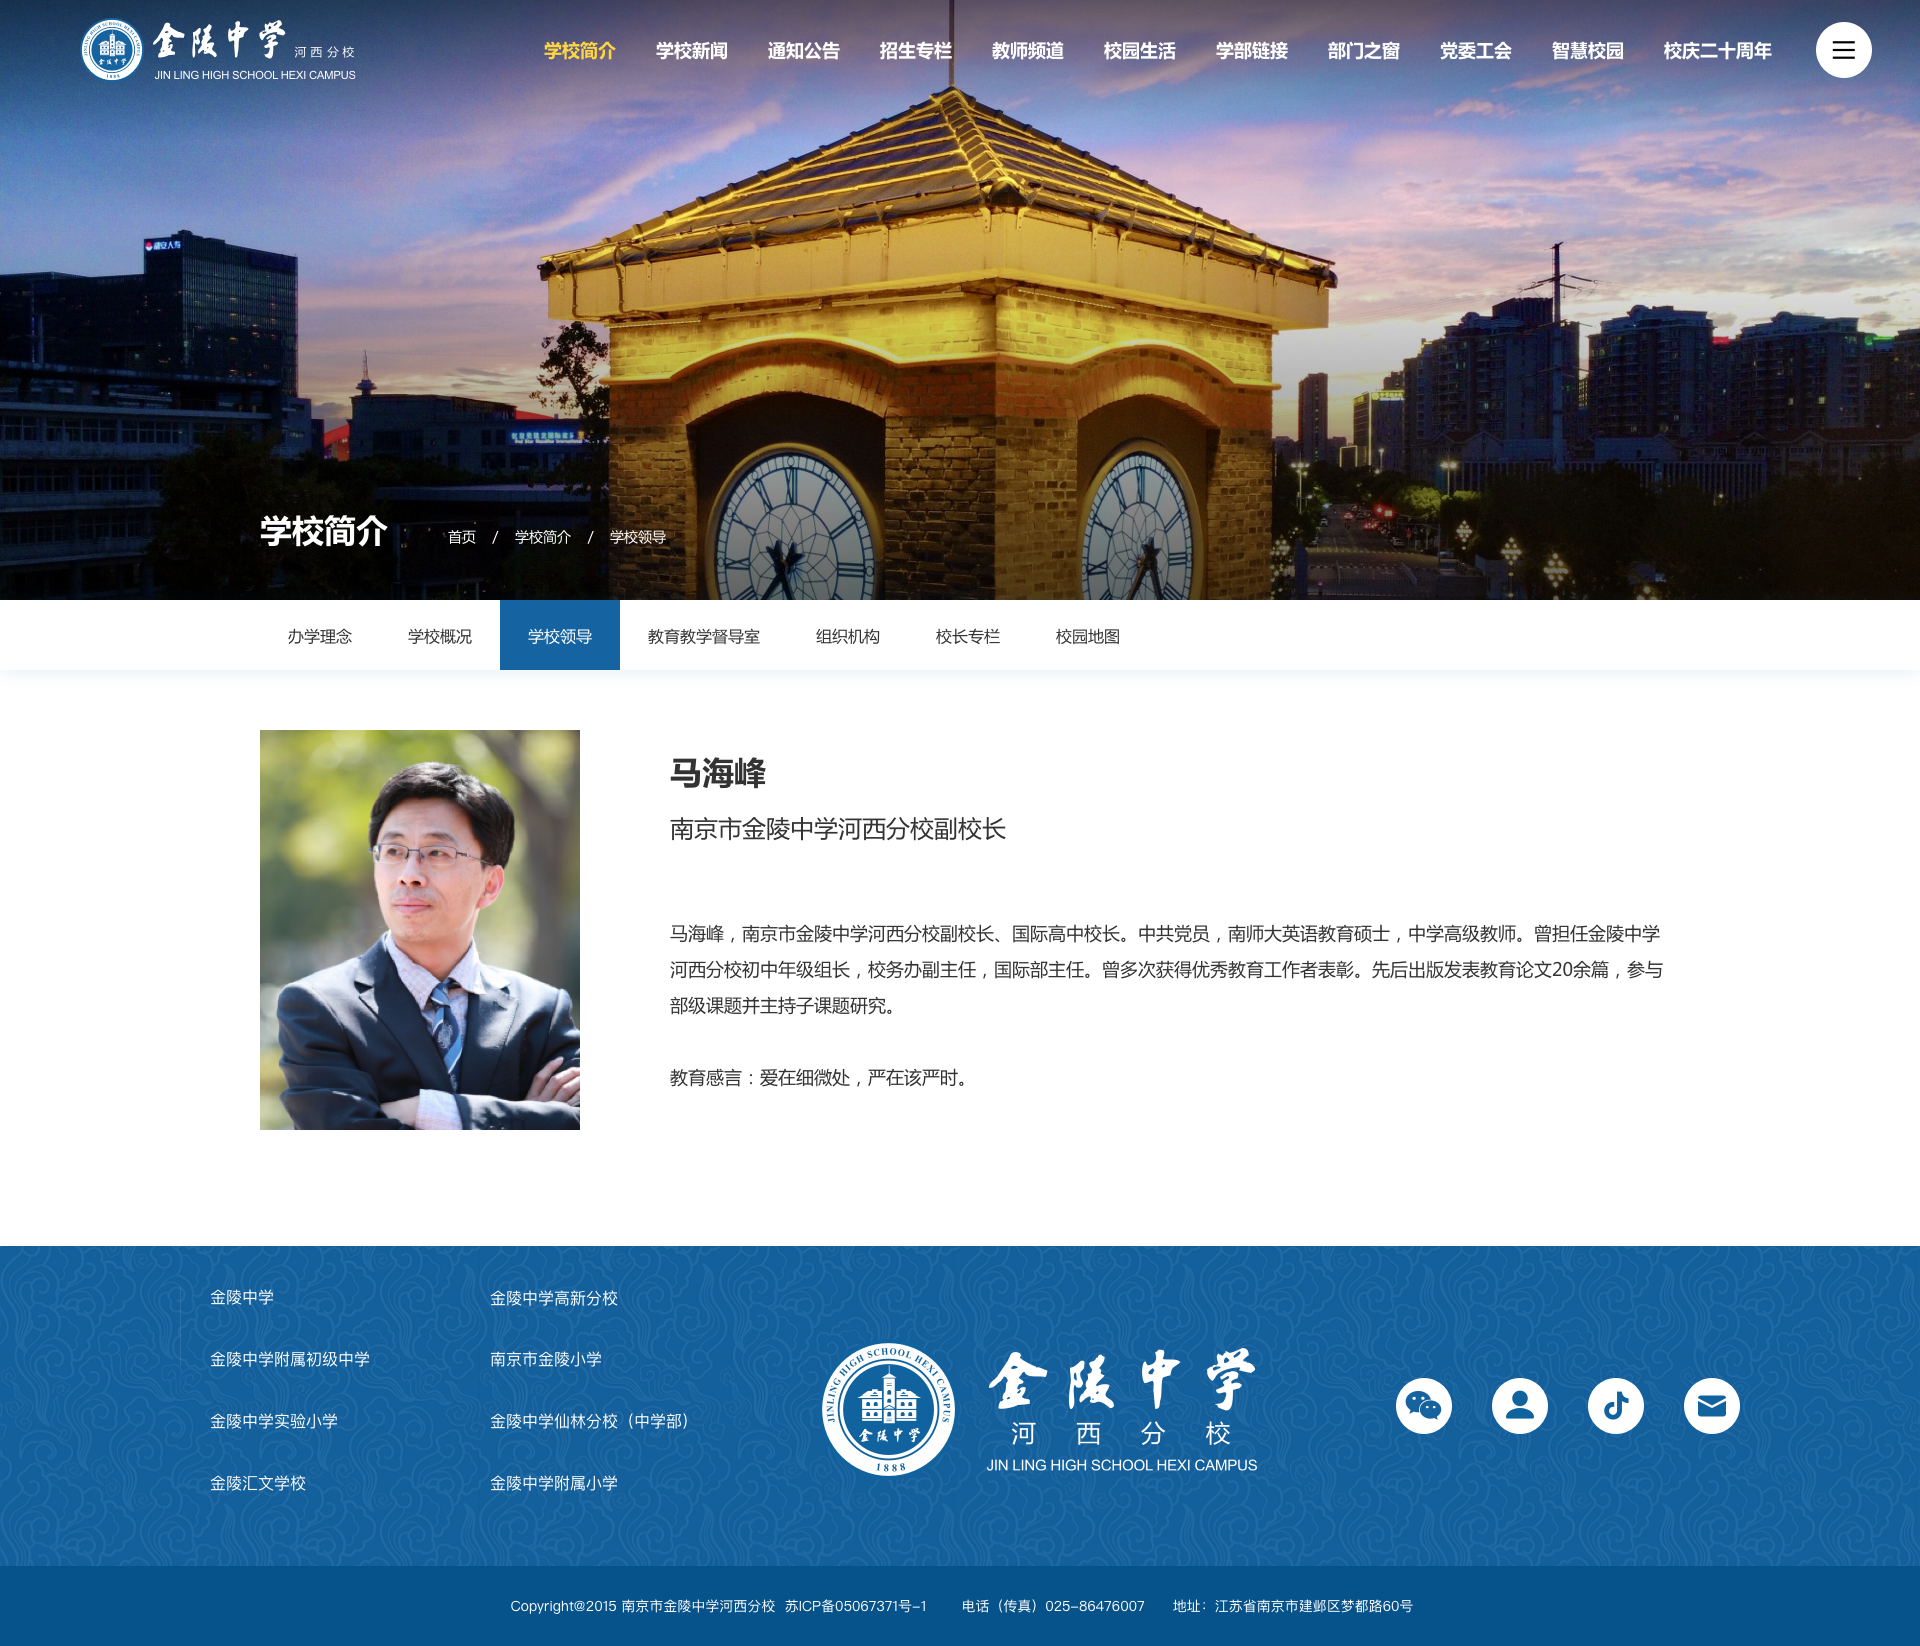 金陵中学 河西分校
JIN LING HIGH SCHOOL HEXI CAMPUS
学校简介 学校新闻 通知公告 招生专栏 教师频道 校园生活 学部链接 部门之窗 党委工会 智慧校园 校庆二十周年
学校简介 首页 / 学校简介 / 学校领导
办学理念 学校概况 学校领导 教育教学督导室 组织机构 校长专栏 校园地图
马海峰
南京市金陵中学河西分校副校长
马海峰，南京市金陵中学河西分校副校长、国际高中校长。中共党员，南师大英语教育硕士，中学高级教师。曾担任金陵中学
河西分校初中年级组长，校务办副主任，国际部主任。曾多次获得优秀教育工作者表彰。先后出版发表教育论文20余篇，参与
部级课题并主持子课题研究。
教育感言：爱在细微处，严在该严时。
金陵中学 金陵中学高新分校
金陵中学附属初级中学 南京市金陵小学
金陵中学实验小学 金陵中学仙林分校（中学部）
金陵汇文学校 金陵中学附属小学
JINLING HIGH SCHOOL HEXI CAMPUS
金陵中学
1888
金陵中学
河西分校
JIN LING HIGH SCHOOL HEXI CAMPUS
Copyright@2015 南京市金陵中学河西分校 苏ICP备05067371号-1 电话（传真）025-86476007 地址：江苏省南京市建邺区梦都路60号